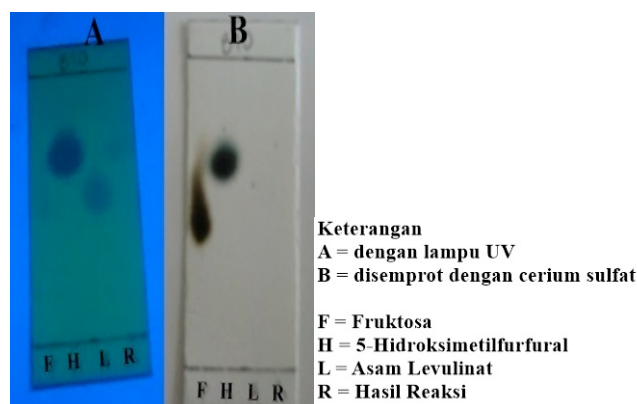 A
B
F H L R
F H L R
Keterangan
A = dengan lampu UV
B = disemprot dengan cerium sulfat
F = Fruktosa
H = 5-Hidroksimetilfurfural
L = Asam Levulinat
R = Hasil Reaksi